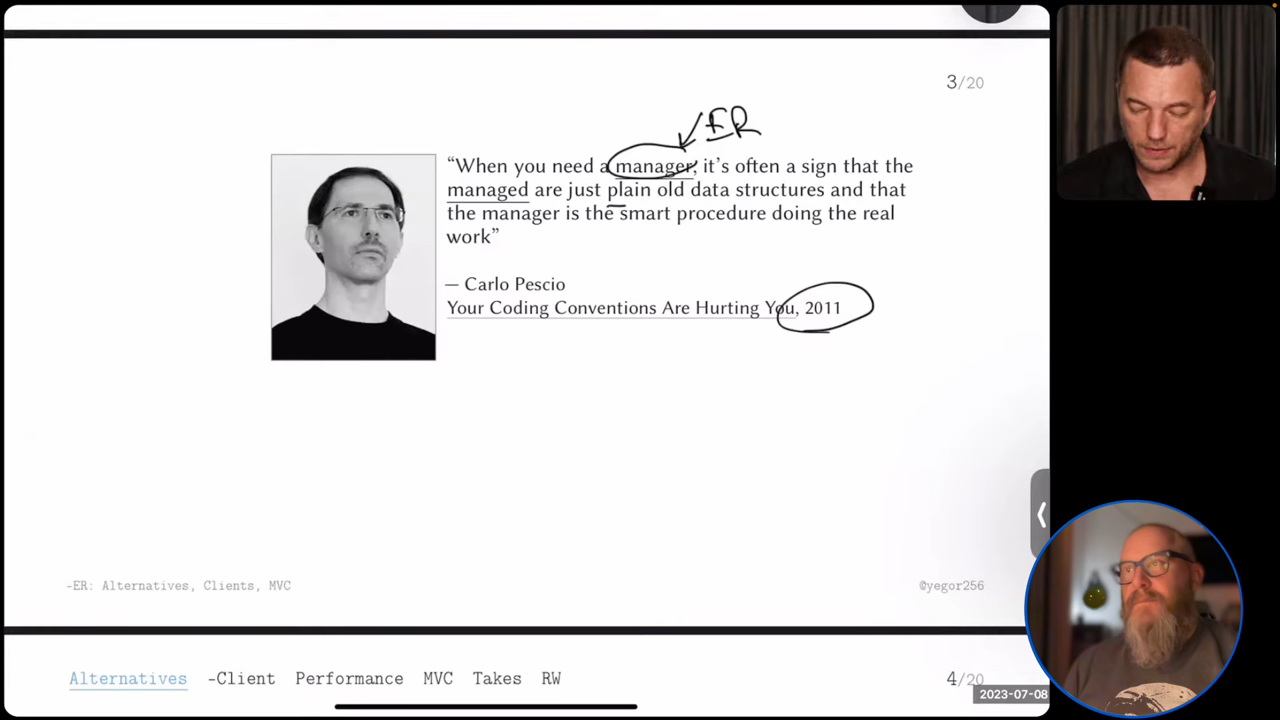 3/20
ER
“When you need a manager, it’s often a sign that the
managed are just plain old data structures and that
the manager is the smart procedure doing the real
work”
— Carlo Pescio
Your Coding Conventions Are Hurting You, 2011
-ER: Alternatives, Clients, MVC
@yegor256
Alternatives -Client Performance MVC Takes RW
4/20
2023-07-08